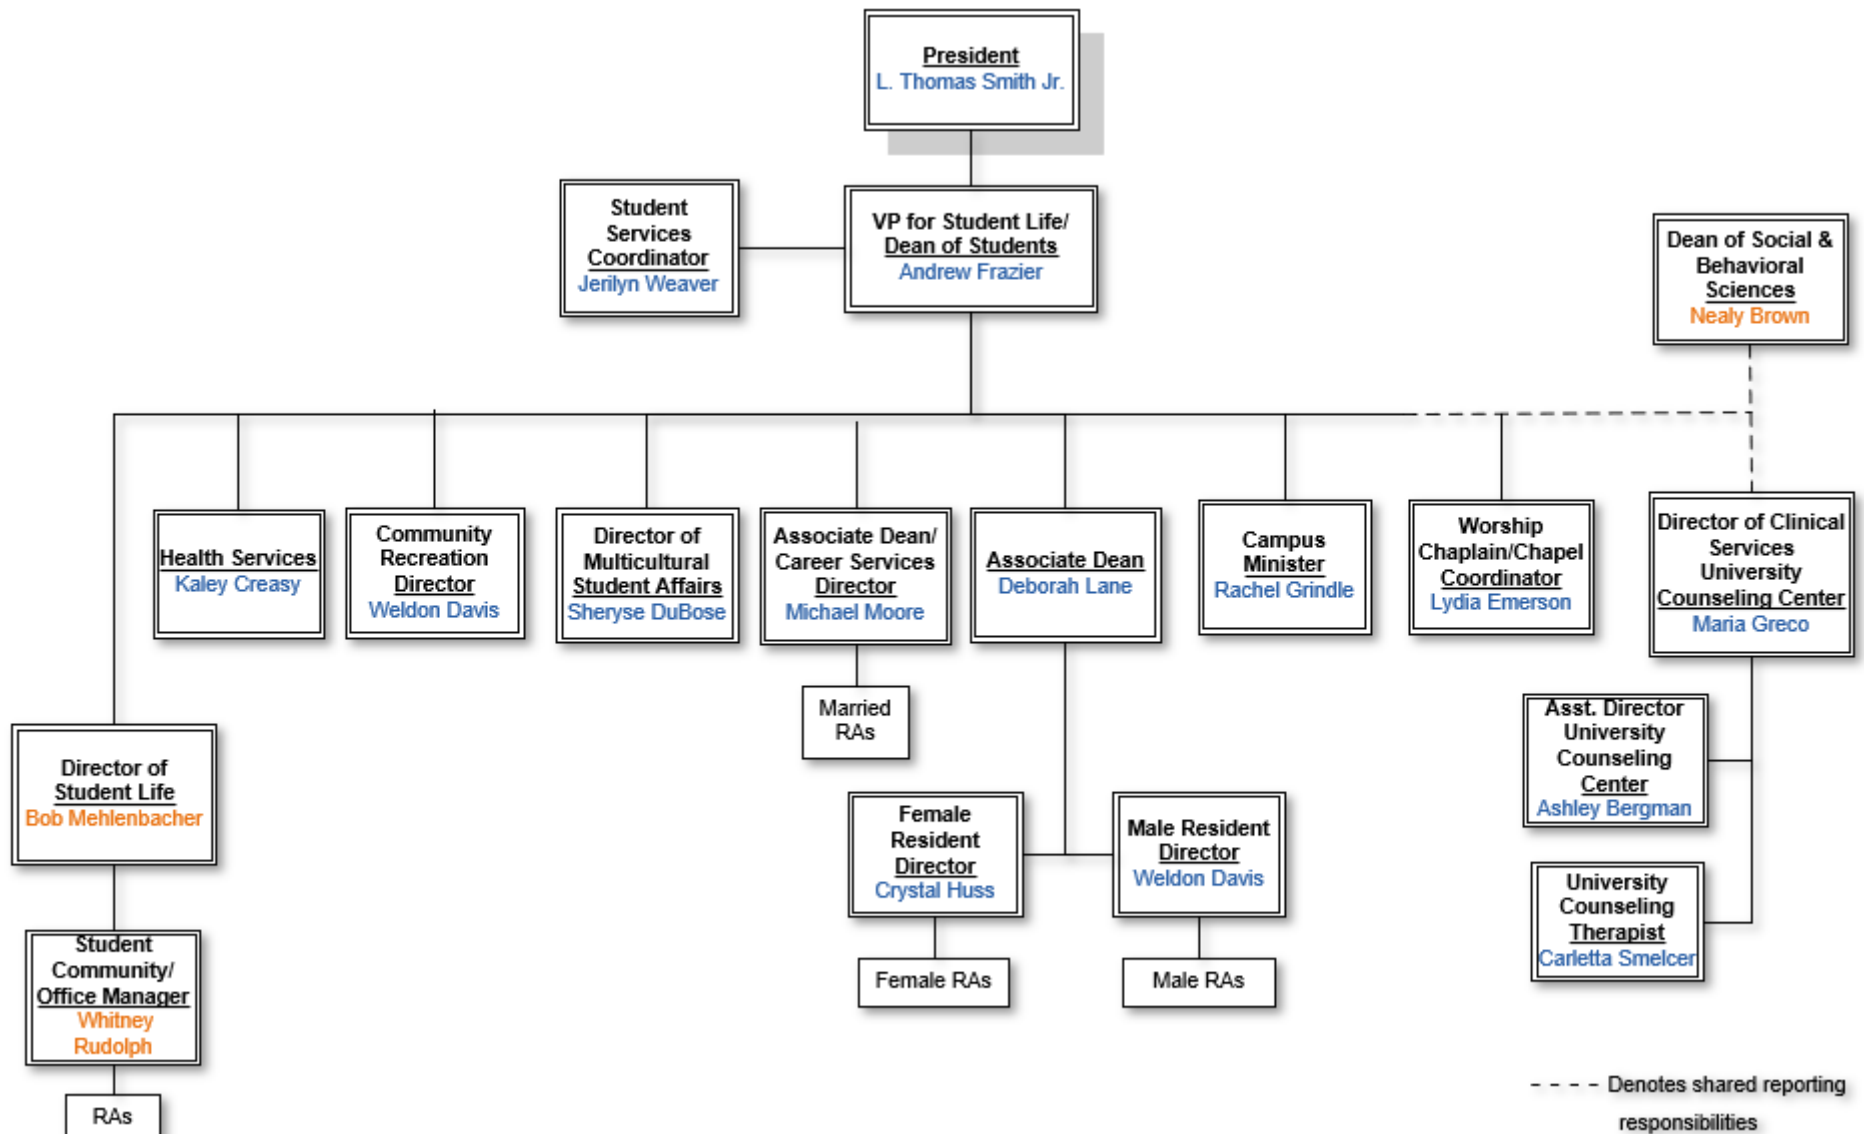 President
L. Thomas Smith Jr.
Student
Services
Coordinator
Jerilyn Weaver
VP for Student Life/
Dean of Students
Andrew Frazier
Dean of Social &
Behavioral
Sciences
Nealy Brown
Health Services
Kaley Creasy
Community
Recreation
Director
Weldon Davis
Director of
Multicultural
Student Affairs
Sheryse DuBose
Associate Dean/
Career Services
Director
Michael Moore
Associate Dean
Deborah Lane
Campus
Minister
Rachel Grindle
Worship
Chaplain/Chapel
Coordinator
Lydia Emerson
Director of Clinical
Services
University
Counseling Center
Maria Greco
Married
RAs
Asst. Director
University
Counseling
Center
Ashley Bergman
Director of
Student Life
Bob Mehlenbacher
Female
Resident
Director
Crystal Huss
Male Resident
Director
Weldon Davis
University
Counseling
Therapist
Carletta Smelcer
Student
Community/
Office Manager
Whitney
Rudolph
Female RAs
Male RAs
RAs
- - - - Denotes shared reporting
responsibilities